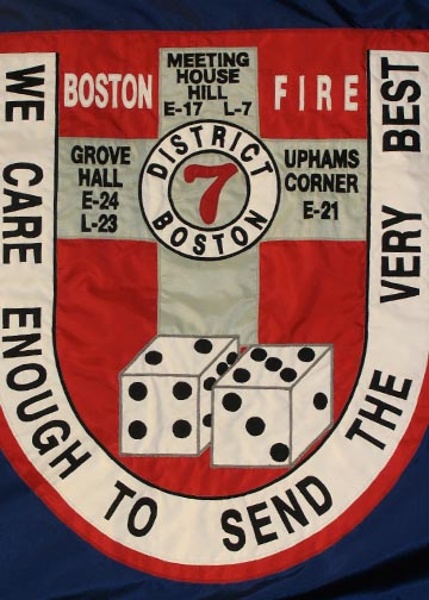 MEETING
HOUSE
HILL
E-17 L-7
BOSTON
FIRE
GROVE
HALL
E-24
L-23
DISTRICT
7
BOSTON
UPHAMS
CORNER
E-21
WE CARE ENOUGH TO SEND THE VERY BEST